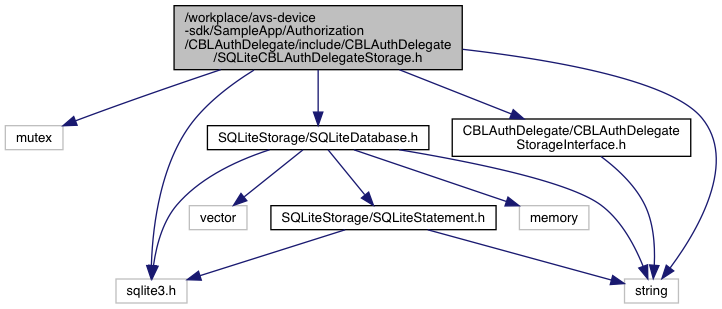 /workplace/avs-device
-sdk/SampleApp/Authorization
/CBLAuthDelegate/include/CBLAuthDelegate
/SQLiteCBLAuthDelegateStorage.h
mutex
SQLiteStorage/SQLiteDatabase.h
CBLAuthDelegate/CBLAuthDelegate
StorageInterface.h
vector
SQLiteStorage/SQLiteStatement.h
memory
sqlite3.h
string